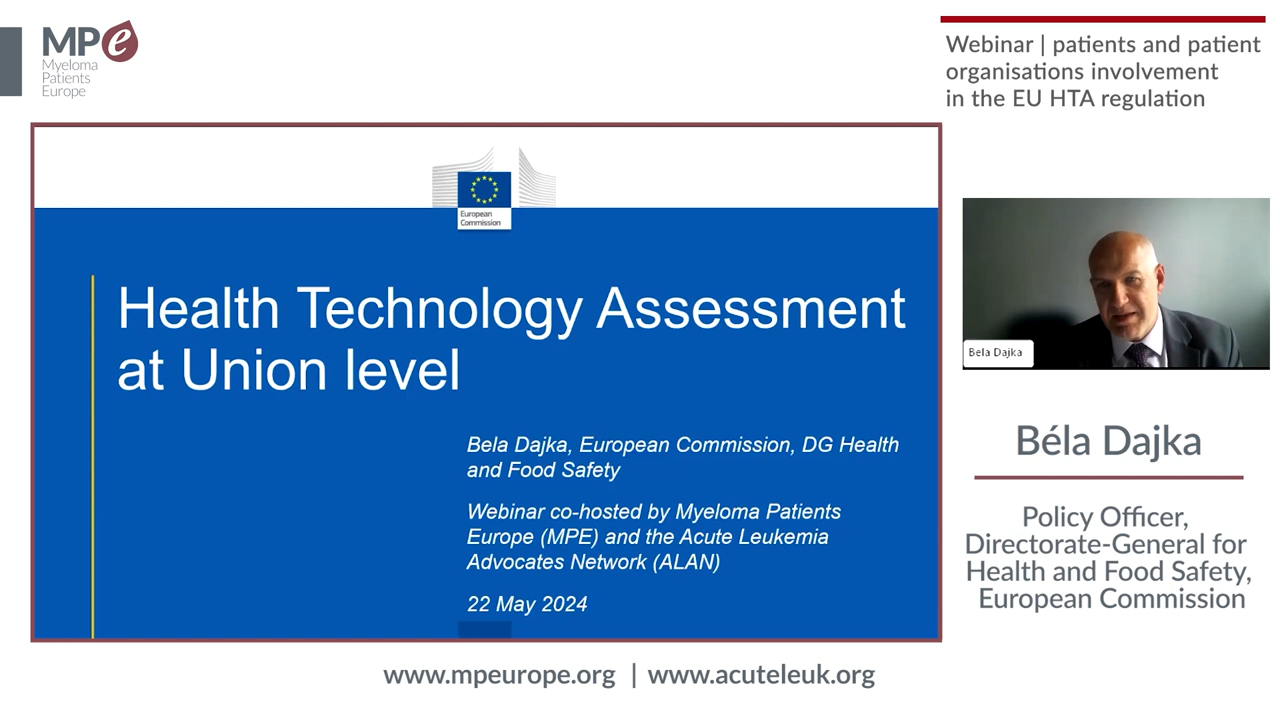 MPe
Myeloma
Patients
Europe
Webinar | patients and patient
organisations involvement
in the EU HTA regulation
European
Commission
Health Technology Assessment
at Union level
Bela Dajka, European Commission, DG Health
and Food Safety
Webinar co-hosted by Myeloma Patients
Europe (MPE) and the Acute Leukemia
Advocates Network (ALAN)
22 May 2024
Bela Dajka
Béla Dajka
Policy Officer,
Directorate-General for
Health and Food Safety,
European Commission
www.mpeurope.org | www.acuteleuk.org